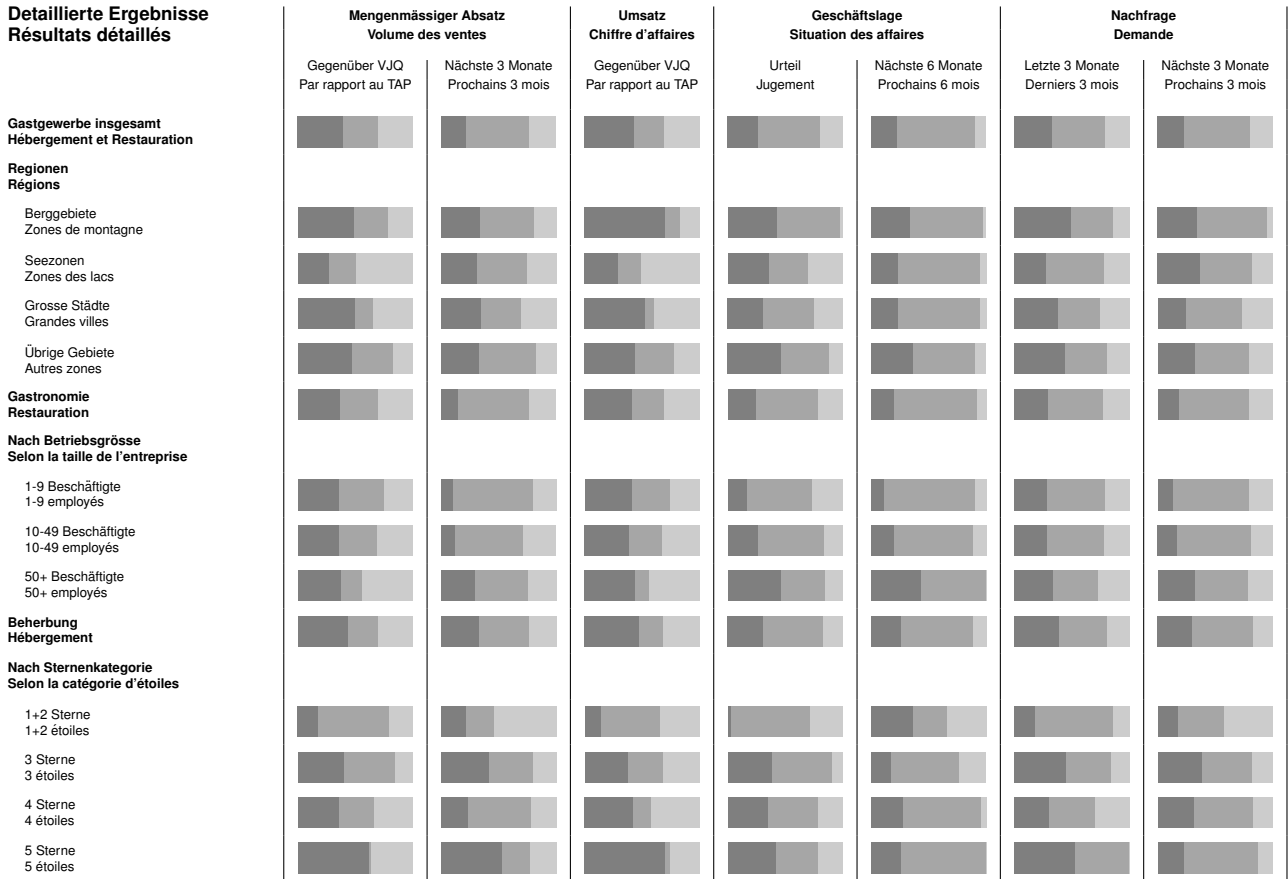 Detaillierte Ergebnisse
Résultats détaillés
Mengenmässiger Absatz
Volume des ventes
Umsatz
Chiffre d'affaires
Geschäftslage
Situation des affaires
Nachfrage
Demande
Gegenüber VJQ
Par rapport au TAP
Nächste 3 Monate
Prochains 3 mois
Gegenüber VJQ
Par rapport au TAP
Urteil
Jugement
Nächste 6 Monate
Prochains 6 mois
Letzte 3 Monate
Derniers 3 mois
Nächste 3 Monate
Prochains 3 mois
Gastgewerbe insgesamt
Hébergement et Restauration
Regionen
Régions
Berggebiete
Zones de montagne
Seezonen
Zones des lacs
Grosse Städte
Grandes villes
Übrige Gebiete
Autres zones
Gastronomie
Restauration
Nach Betriebsgrösse
Selon la taille de l'entreprise
1-9 Beschäftigte
1-9 employés
10-49 Beschäftigte
10-49 employés
50+ Beschäftigte
50+ employés
Beherbung
Hébergement
Nach Sternenkategorie
Selon la catégorie d'étoiles
1+2 Sterne
1+2 étoiles
3 Sterne
3 étoiles
4 Sterne
4 étoiles
5 Sterne
5 étoiles